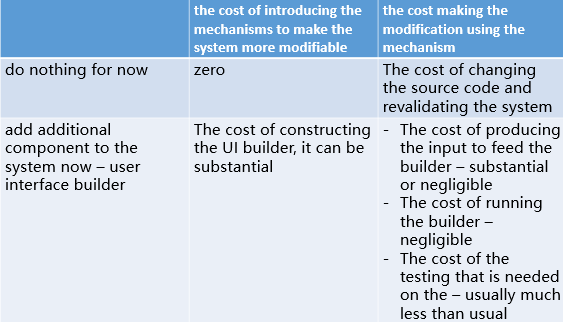 the cost of introducing the
mechanisms to make the
system more modifiable
the cost making the
modification using the
mechanism
do nothing for now
zero
The cost of changing
the source code and
revalidating the system
add additional
component to the
system now – user
interface builder
The cost of constructing
the UI builder, it can be
substantial
- The cost of producing
the input to feed the
builder – substantial
or negligible
- The cost of running
the builder –
negligible
- The cost of the
testing that is needed
on the – usually much
less than usual